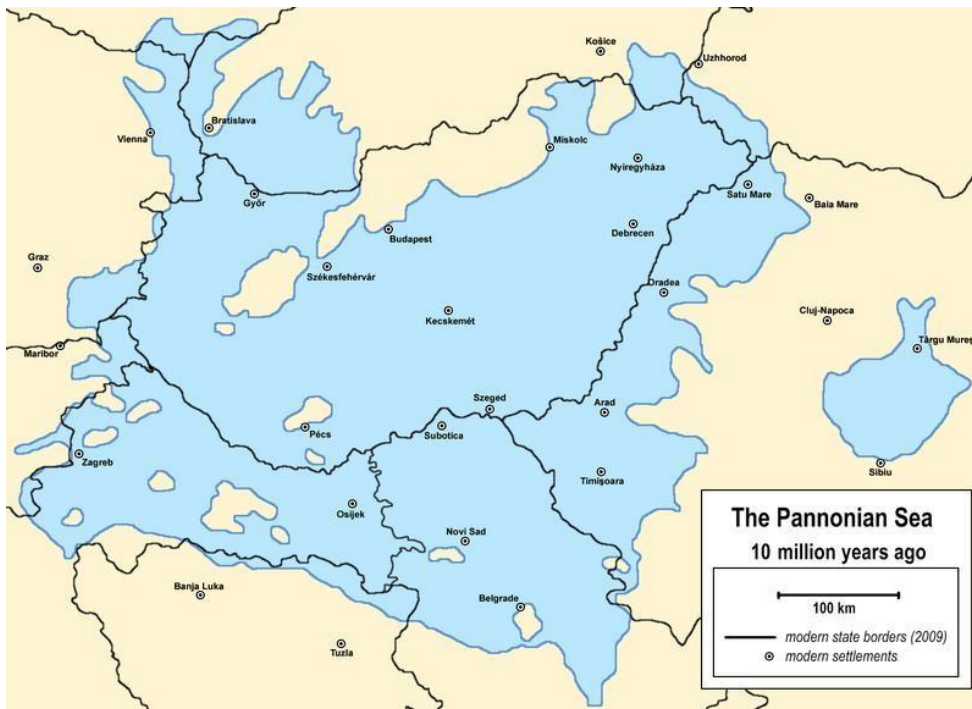 Košice
Uzhhorod
Bratislava
Vienna
Miskolc
Nyíregyháza
Győr
Satu Mare
Baia Mare
Budapest
Debrecen
Graz
Székesfehérvár
Oradea
Kecskemét
Cluj-Napoca
Maribor
Târgu Mureș
Szeged
Arad
Pécs
Subotica
Zagreb
Sibiu
Timişoara
Osijek
Novi Sad
Banja Luka
Belgrade
Tuzla
The Pannonian Sea
10 million years ago
100 km
modern state borders (2009)
modern settlements